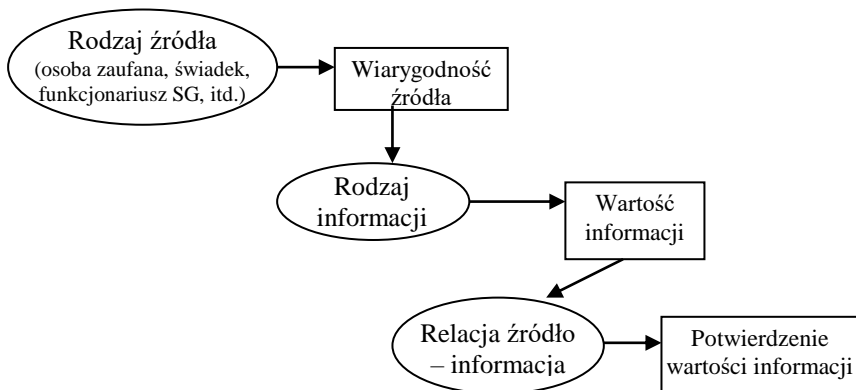 Rodzaj źródła
(osoba zaufana, świadek,
funkcjonariusz SG, itd.)
Wiarygodność
źródła
Rodzaj
informacji
Wartość
informacji
Relacja źródło
– informacja
Potwierdzenie
wartości informacji